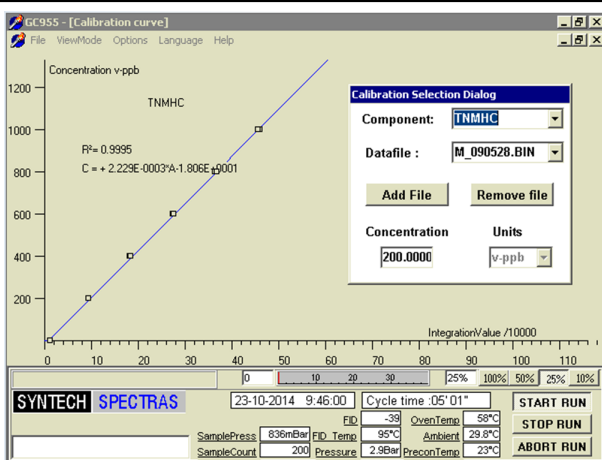 GC955 - [Calibration curve]
File ViewMode Options Language Help
Concentration v-ppb
TNMHC
R²= 0.9995
C = + 2.229E-0003*A-1.806E+0001
1200
1000
800
600
400
200
0 10 20 30 40 50 60 70 80 90 100 110
IntegrationValue /10000
Calibration Selection Dialog
Component: TNMHC
Datafile : M_090528.BIN
Add File Remove file
Concentration Units
200.0000 v-ppb
0 10 20 30 25% 100% 50% 25% 10%
SYNTECH SPECTRAS 23-10-2014 9:46:00 Cycle time :05'01" START RUN
FID -39 OvenTemp 58°C STOP RUN
SamplePress 836mBar FID Temp 95°C Ambient 29.8°C
SampleCount 200 Pressure 2.9Bar PreconTemp 23°C ABORT RUN